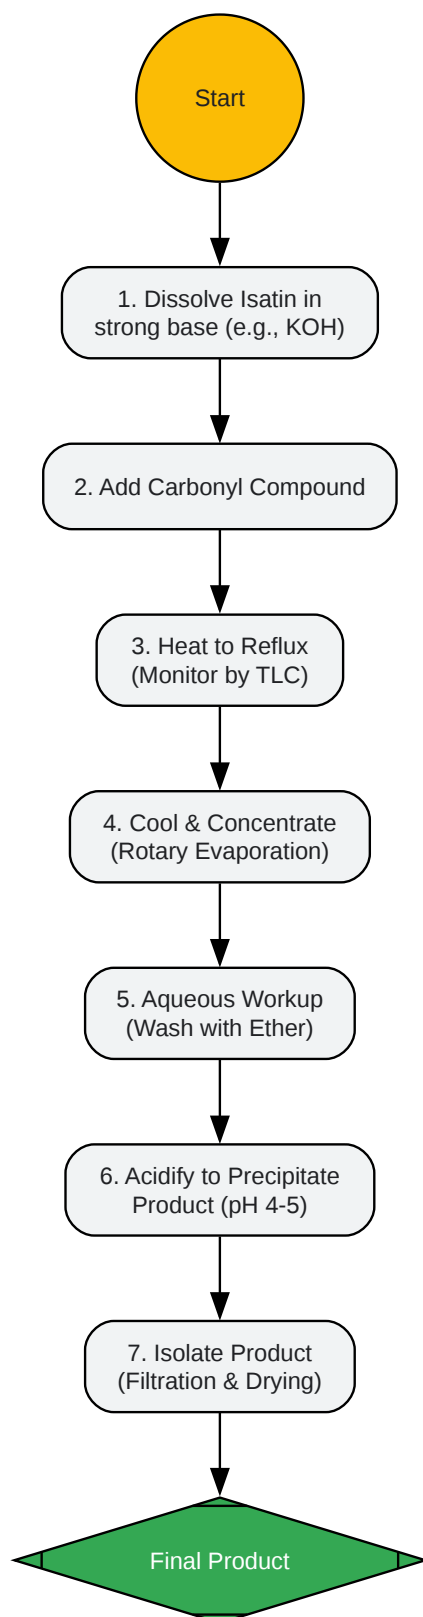 Start
1. Dissolve Isatin in
strong base (e.g., KOH)
2. Add Carbonyl Compound
3. Heat to Reflux
(Monitor by TLC)
4. Cool & Concentrate
(Rotary Evaporation)
5. Aqueous Workup
(Wash with Ether)
6. Acidify to Precipitate
Product (pH 4-5)
7. Isolate Product
(Filtration & Drying)
Final Product